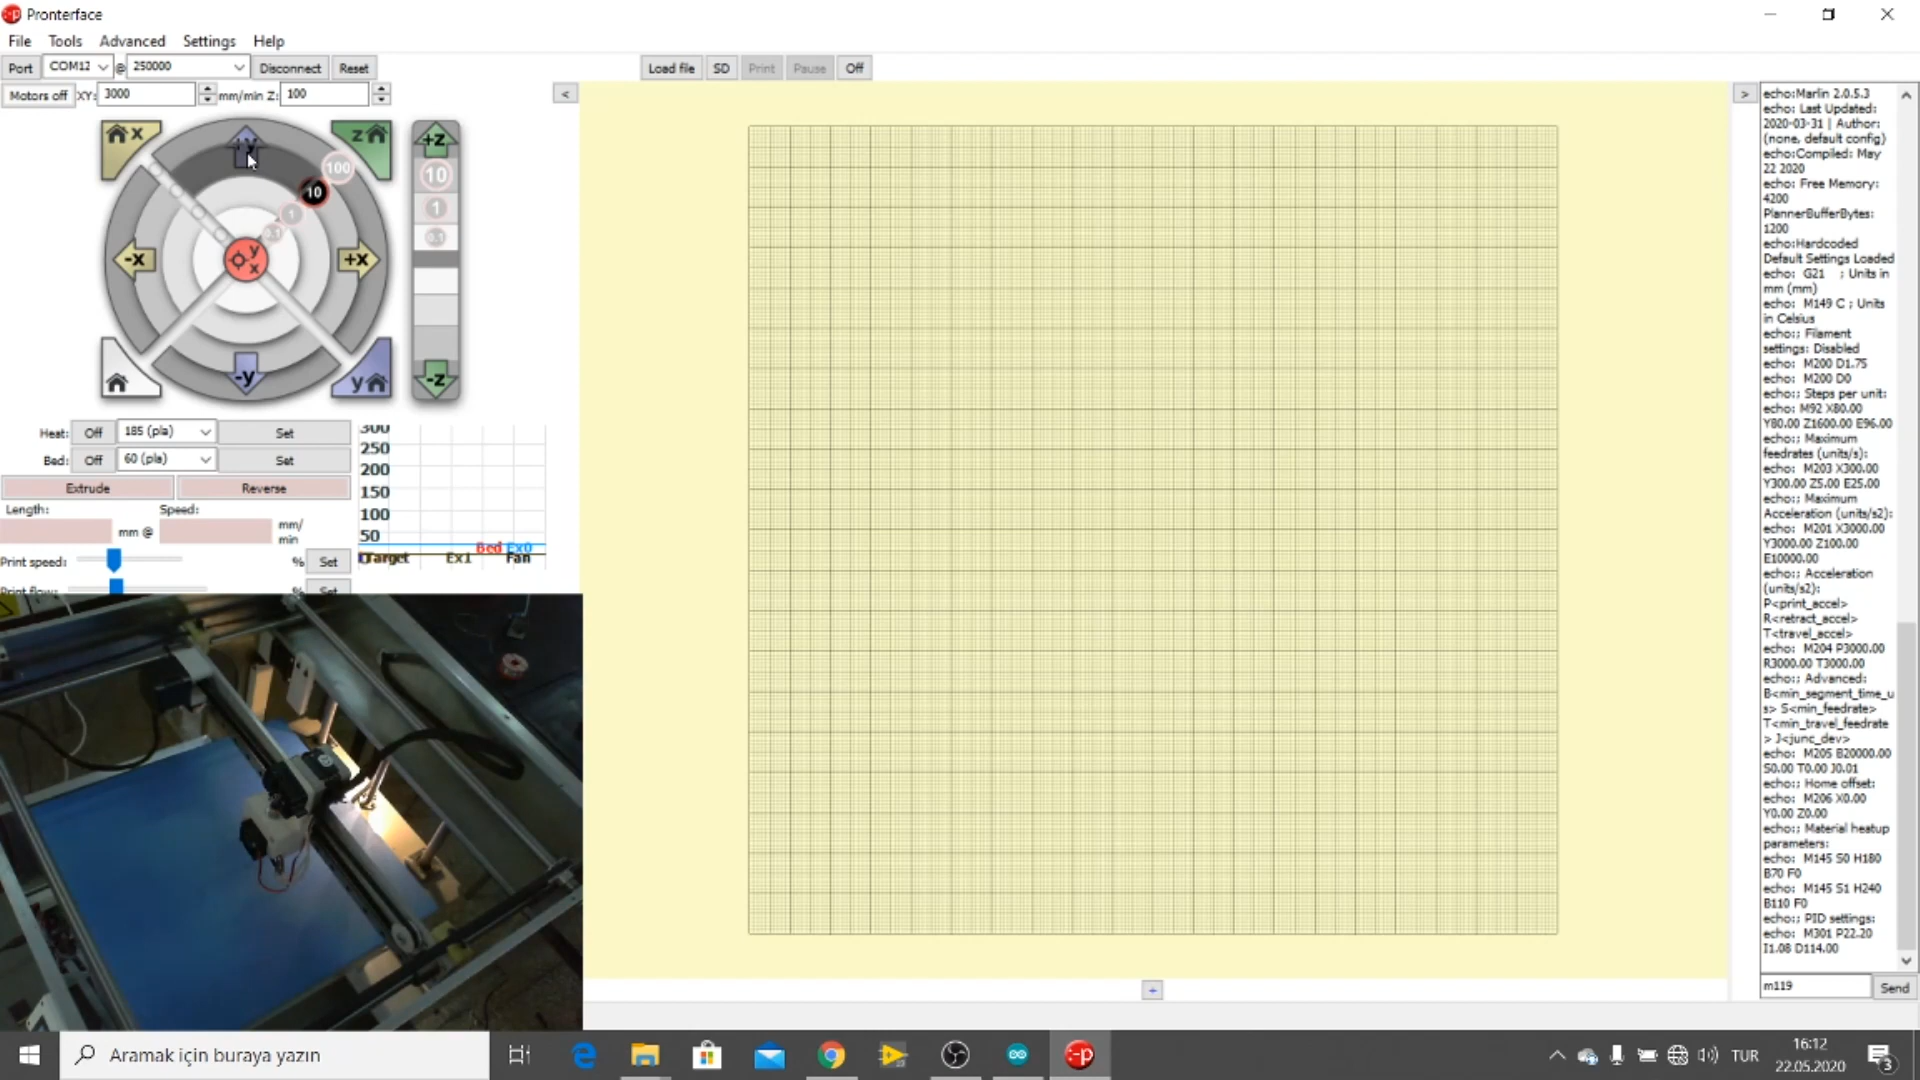 Pronterface
File Tools Advanced Settings Help
Port COM12 @ 250000 Disconnect Reset Load file SD Print Pause Off
Motors off XY: 3000 mm/min Z: 100 < >
x z +y 100 10 1 0.1
+z 10 1 0.1
-x y x +x
-y y -z
Heat: Off 185 (pla) Set
Bed: Off 60 (pla) Set
Extrude Reverse
Length: Speed:
mm @ mm/
min
Print speed: % Set
Print flow: % Set
300
250
200
150
100
50
Bed Ex0
Target Ex1 Fan
echo:Marlin 2.0.5.3
echo: Last Updated:
2020-03-31 | Author:
(none, default config)
echo:Compiled: May
22 2020
echo: Free Memory:
4200
PlannerBufferBytes:
1200
echo:Hardcoded
Default Settings Loaded
echo: G21 ; Units in
mm (mm)
echo: M149 C ; Units
in Celsius
echo:; Filament
settings: Disabled
echo: M200 D1.75
echo: M200 D0
echo:; Steps per unit:
echo: M92 X80.00
Y80.00 Z1600.00 E96.00
echo:; Maximum
feedrates (units/s):
echo: M203 X300.00
Y300.00 Z5.00 E25.00
echo:; Maximum
Acceleration (units/s2):
echo: M201 X3000.00
Y3000.00 Z100.00
E10000.00
echo:; Acceleration
(units/s2):
P<print_accel>
R<retract_accel>
T<travel_accel>
echo: M204 P3000.00
R3000.00 T3000.00
echo:; Advanced:
B<min_segment_time_u
s> S<min_feedrate>
T<min_travel_feedrate
> J<junc_dev>
echo: M205 B20000.00
S0.00 T0.00 J0.01
echo:; Home offset:
echo: M206 X0.00
Y0.00 Z0.00
echo:; Material heatup
parameters:
echo: M145 S0 H180
B70 F0
echo: M145 S1 H240
B110 F0
echo:; PID settings:
echo: M301 P22.20
I1.08 D114.00
m119 Send
+
Aramak için buraya yazın
TUR
16:12
22.05.2020
3